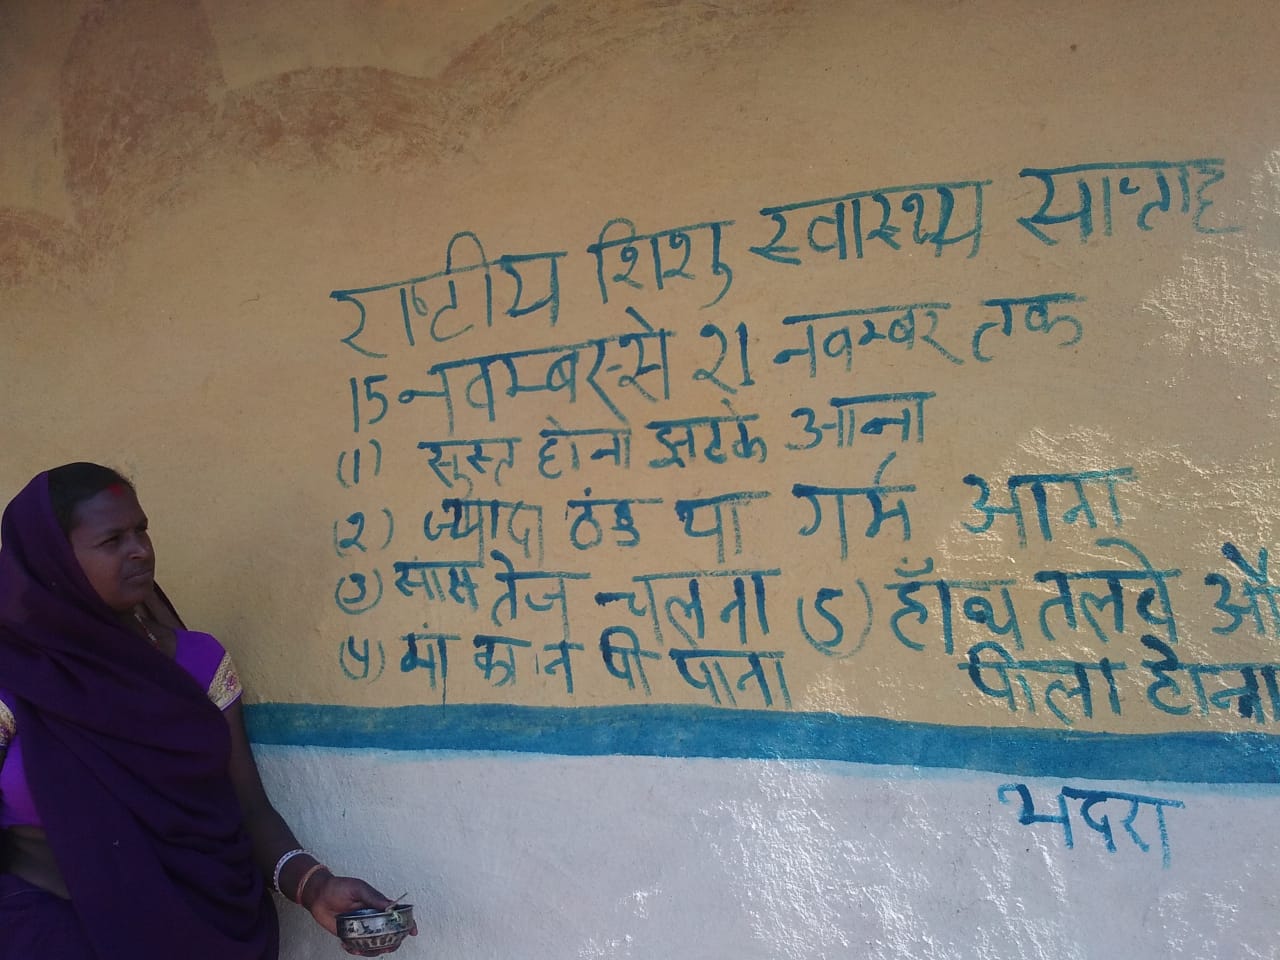 राष्टीय शिशु स्वास्थ्य साप्ताह
15 नवम्बर से 21 नवम्बर तक
(1) सुस्त होना झटके आना
(2) ज्यादा ठंड या गर्म आना
(3) सास तेज चलना
(4) मां का न पी पाना
(5) हॉथ तलवे औ
पीला होना
भदरा